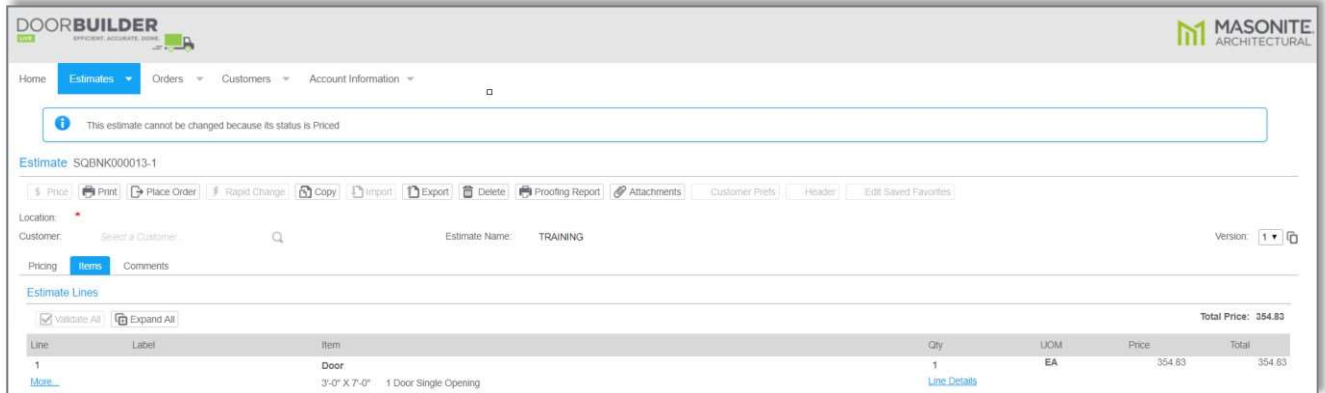 DOORBUILDER
LIVE EFFICIENT. ACCURATE. DONE.
MASONITE.
ARCHITECTURAL
Home Estimates Orders Customers Account Information
This estimate cannot be changed because its status is Priced
Estimate SQBNK000013-1
$ Price Print Place Order Rapid Change Copy Import Export Delete Proofing Report Attachments Customer Prefs Header Edit Saved Favorites
Location: *
Customer: Select a Customer... Estimate Name: TRAINING Version: 1
Pricing Items Comments
Estimate Lines
Validate All Expand All Total Price: 354.83
Line Label Item Qty UOM Price Total
1 Door 1 EA 354.83 354.83
More... 3'-0" X 7'-0" 1 Door Single Opening Line Details